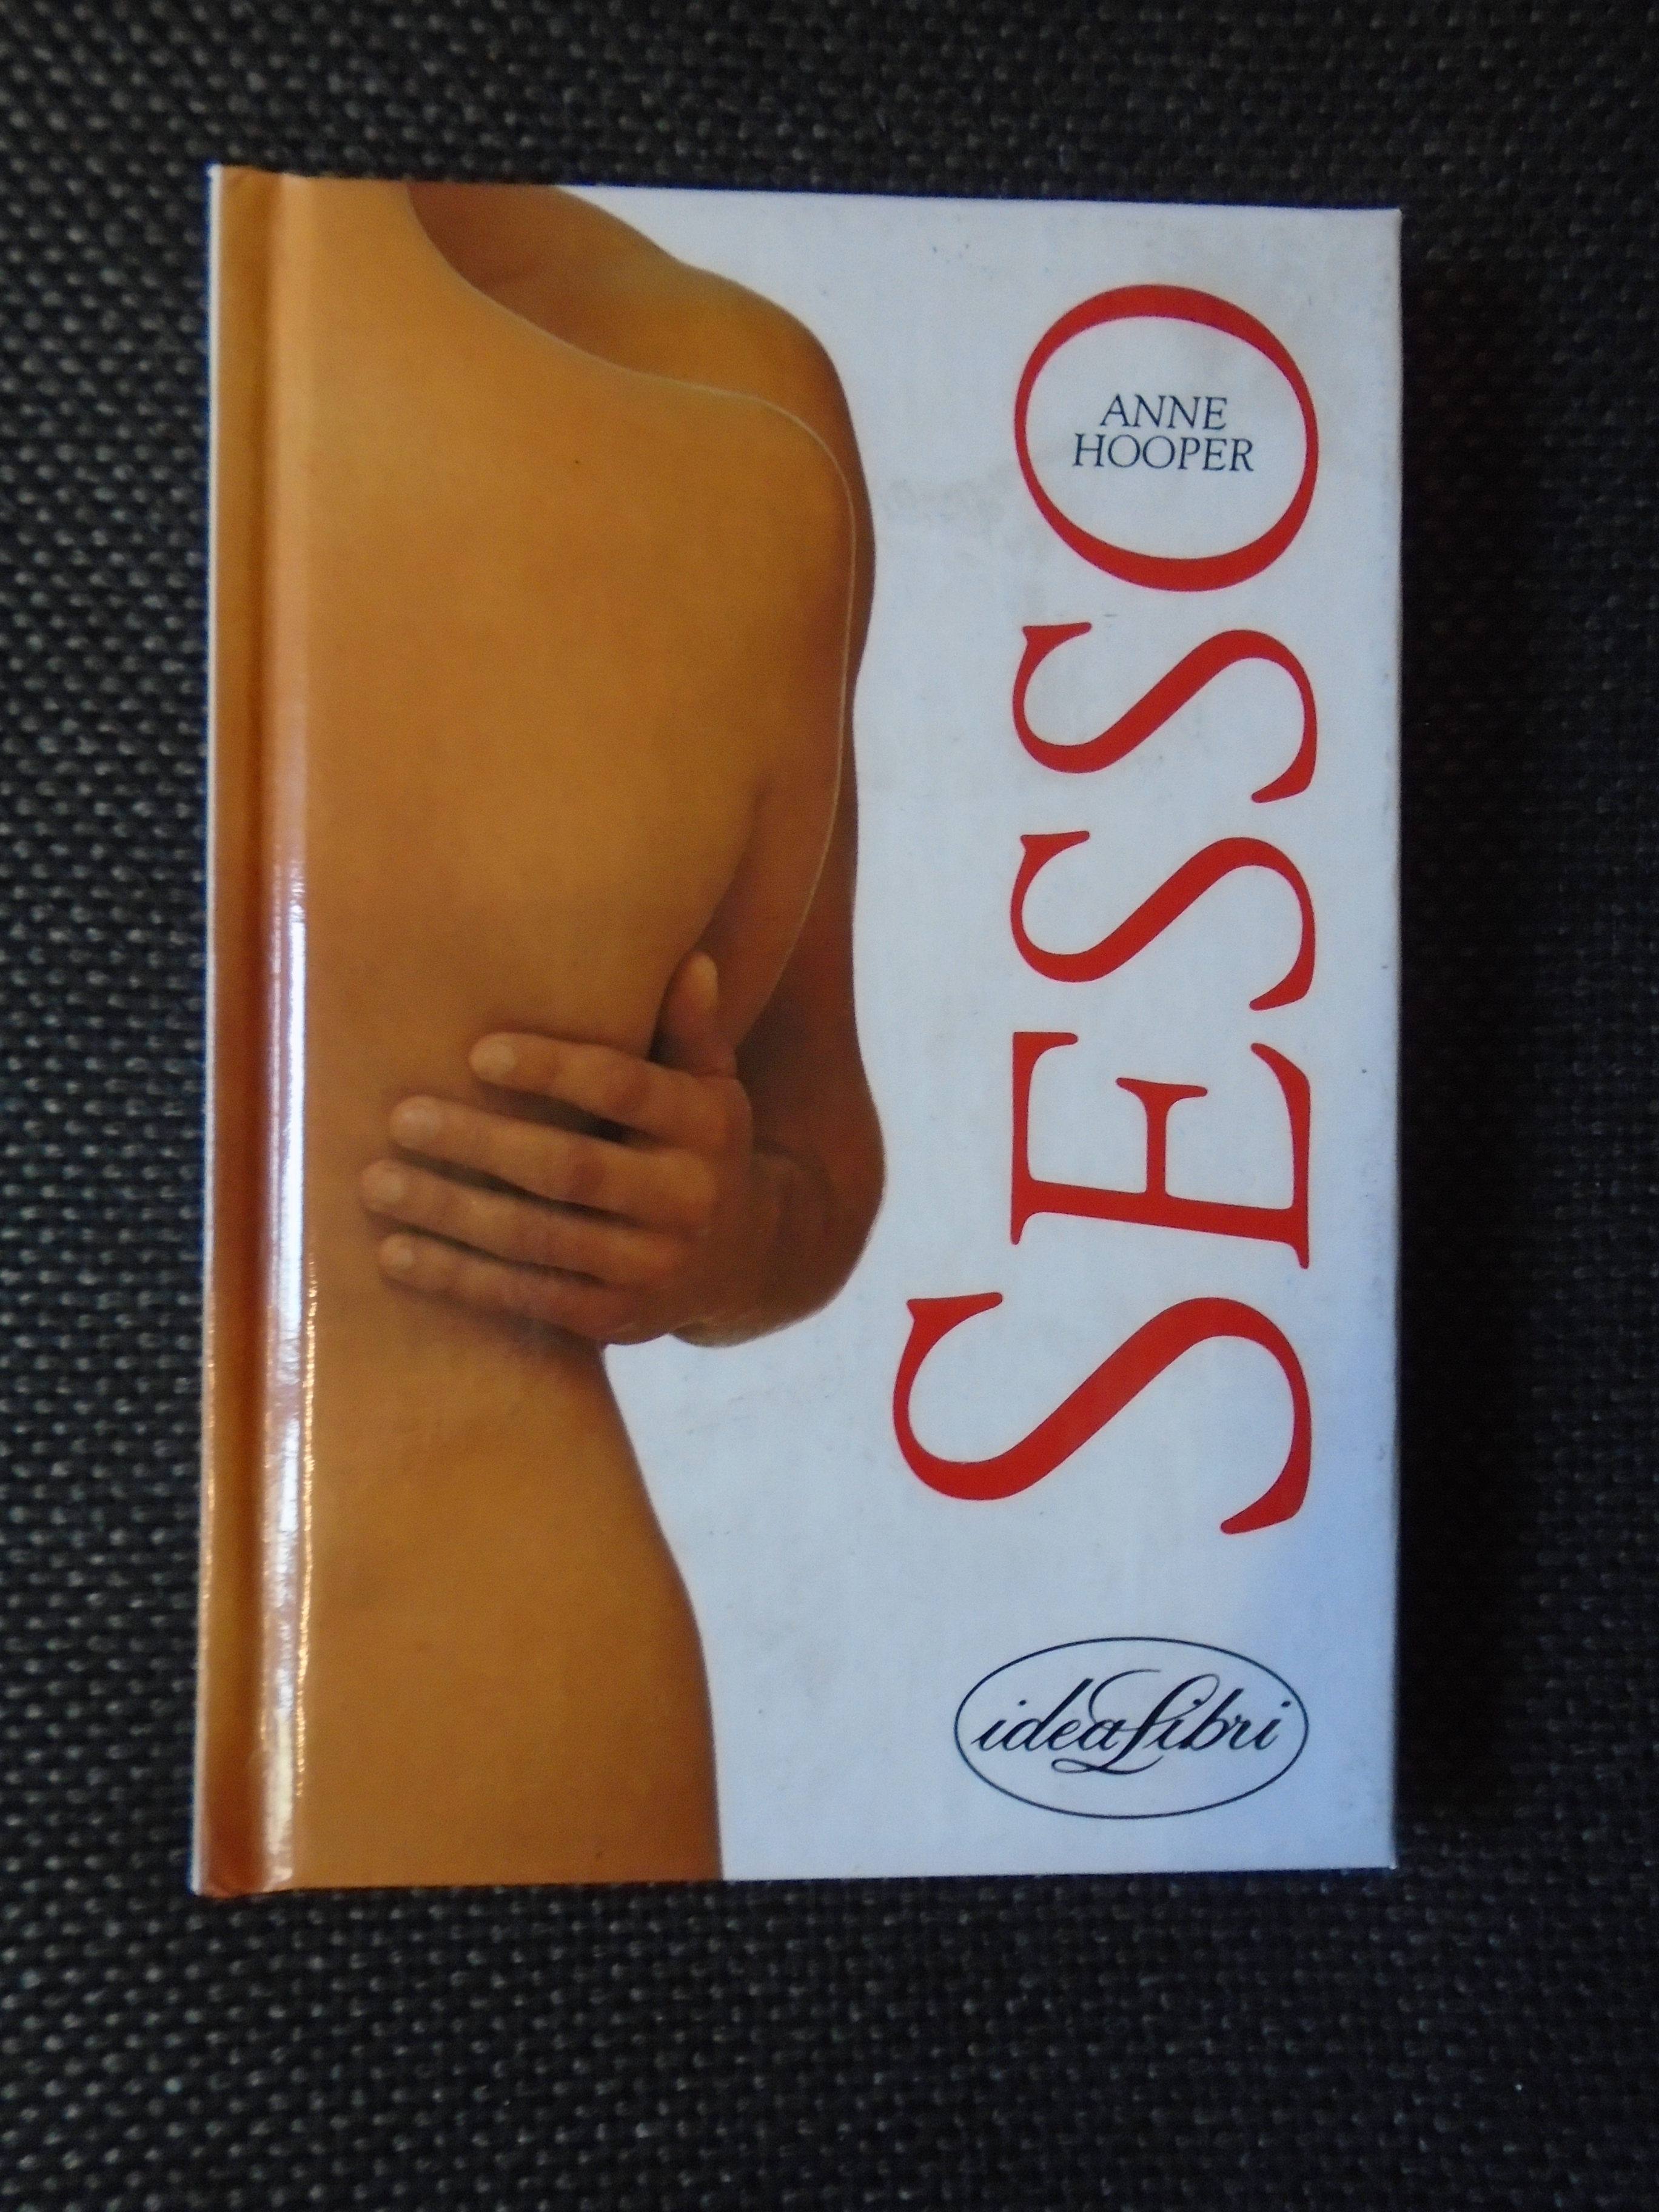 ANNE
HOOPER
SESSO
ideaLibri